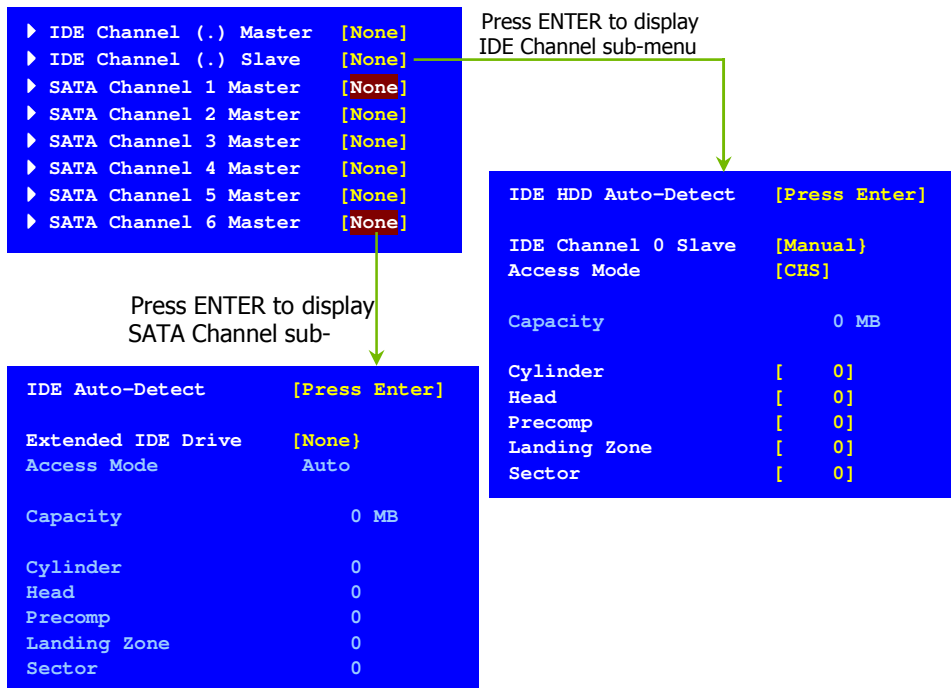 IDE Channel (.) Master [None]
IDE Channel (.) Slave [None]
SATA Channel 1 Master [None]
SATA Channel 2 Master [None]
SATA Channel 3 Master [None]
SATA Channel 4 Master [None]
SATA Channel 5 Master [None]
SATA Channel 6 Master [None]
Press ENTER to display
IDE Channel sub-menu
IDE HDD Auto-Detect [Press Enter]
IDE Channel 0 Slave [Manual}
Access Mode [CHS]
Capacity 0 MB
Cylinder [ 0]
Head [ 0]
Precomp [ 0]
Landing Zone [ 0]
Sector [ 0]
Press ENTER to display
SATA Channel sub-
IDE Auto-Detect [Press Enter]
Extended IDE Drive [None}
Access Mode Auto
Capacity 0 MB
Cylinder 0
Head 0
Precomp 0
Landing Zone 0
Sector 0